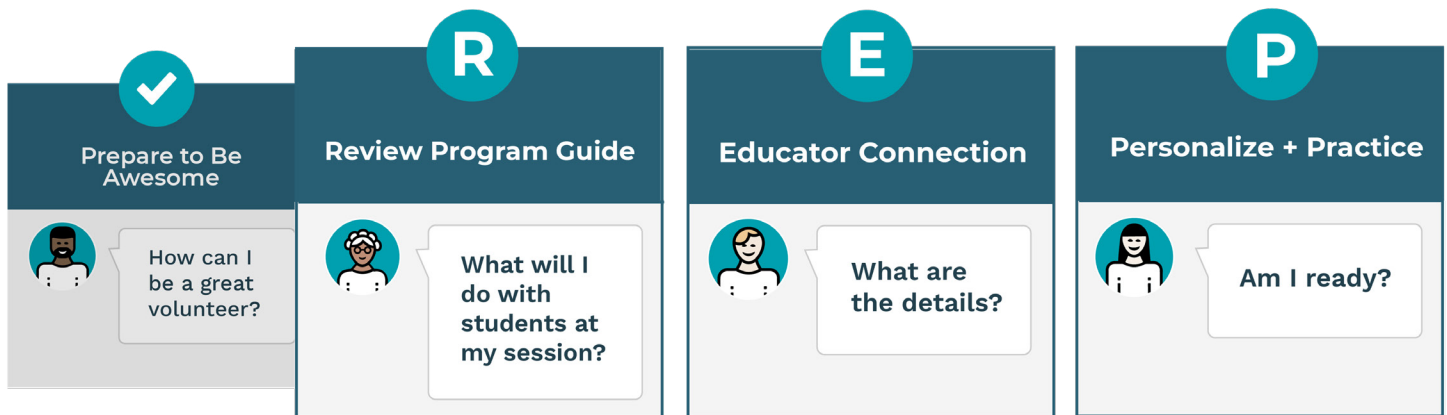 Prepare to Be
Awesome
How can I
be a great
volunteer?
R
Review Program Guide
What will I
do with
students at
my session?
E
Educator Connection
What are
the details?
P
Personalize + Practice
Am I ready?